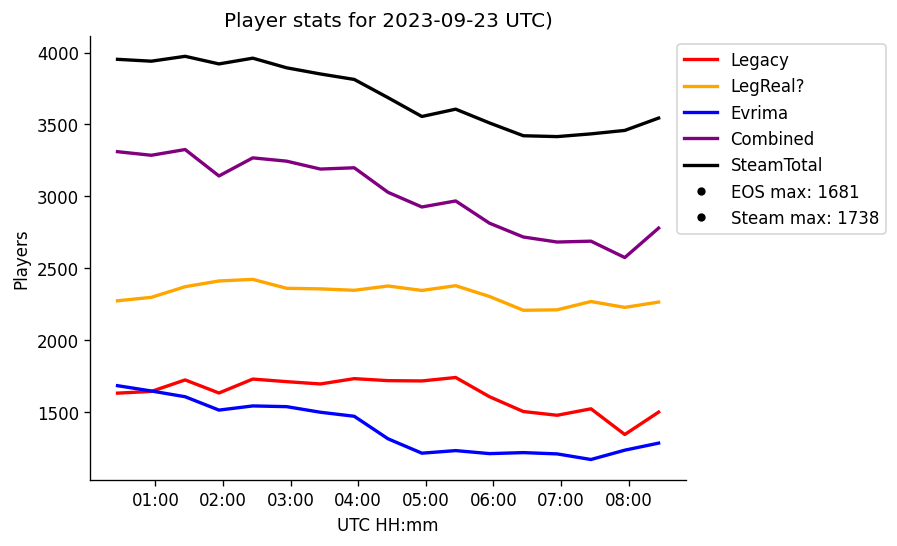 Player stats for 2023-09-23 UTC)
Players
4000
3500
3000
2500
2000
1500
01:00 02:00 03:00 04:00 05:00 06:00 07:00 08:00
UTC HH:mm
Legacy
LegReal?
Evrima
Combined
SteamTotal
EOS max: 1681
Steam max: 1738